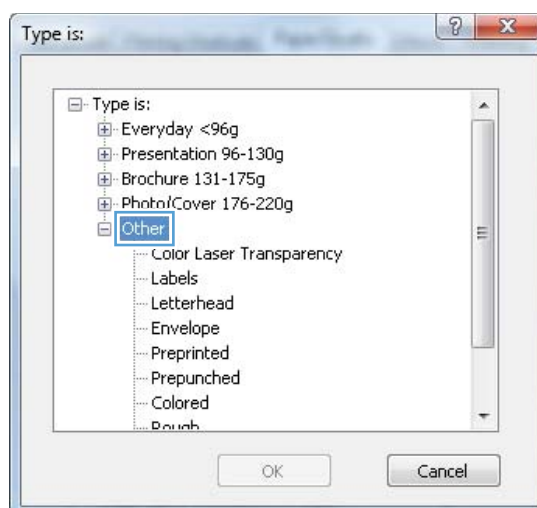 Type is:
Type is:
Everyday <96g
Presentation 96-130g
Brochure 131-175g
Photo/Cover 176-220g
Other
Color Laser Transparency
Labels
Letterhead
Envelope
Preprinted
Prepunched
Colored
Rough
OK
Cancel